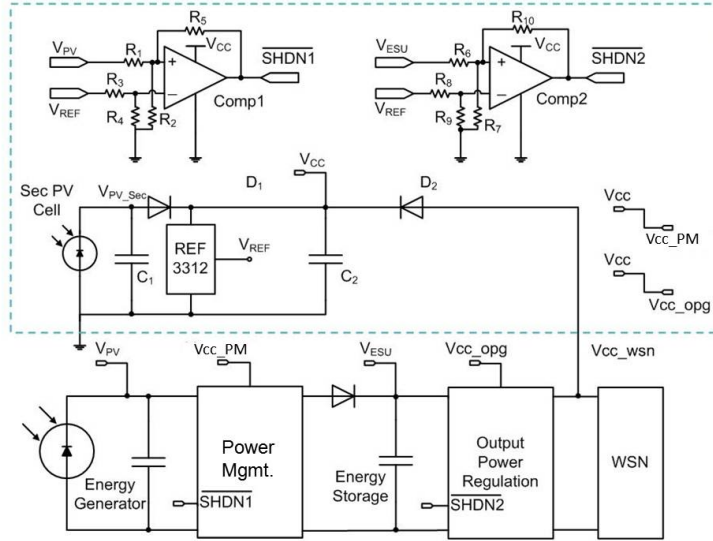 R5
R10
VPV
R1
VCC
SHDN1
VESU
R6
VCC
SHDN2
+
+
R3
R8
VREF
−
Comp1
VREF
−
Comp2
R4
R2
R9
R7
VCC
Sec PV
Cell
VPV_Sec
D1
D2
Vcc
Vcc_PM
REF
3312
VREF
C1
C2
Vcc
Vcc_opg
VPV
Vcc_PM
VESU
Vcc_opg
Vcc_wsn
Power
Mgmt.
Output
Power
Regulation
WSN
Energy
Generator
SHDN1
Energy
Storage
SHDN2